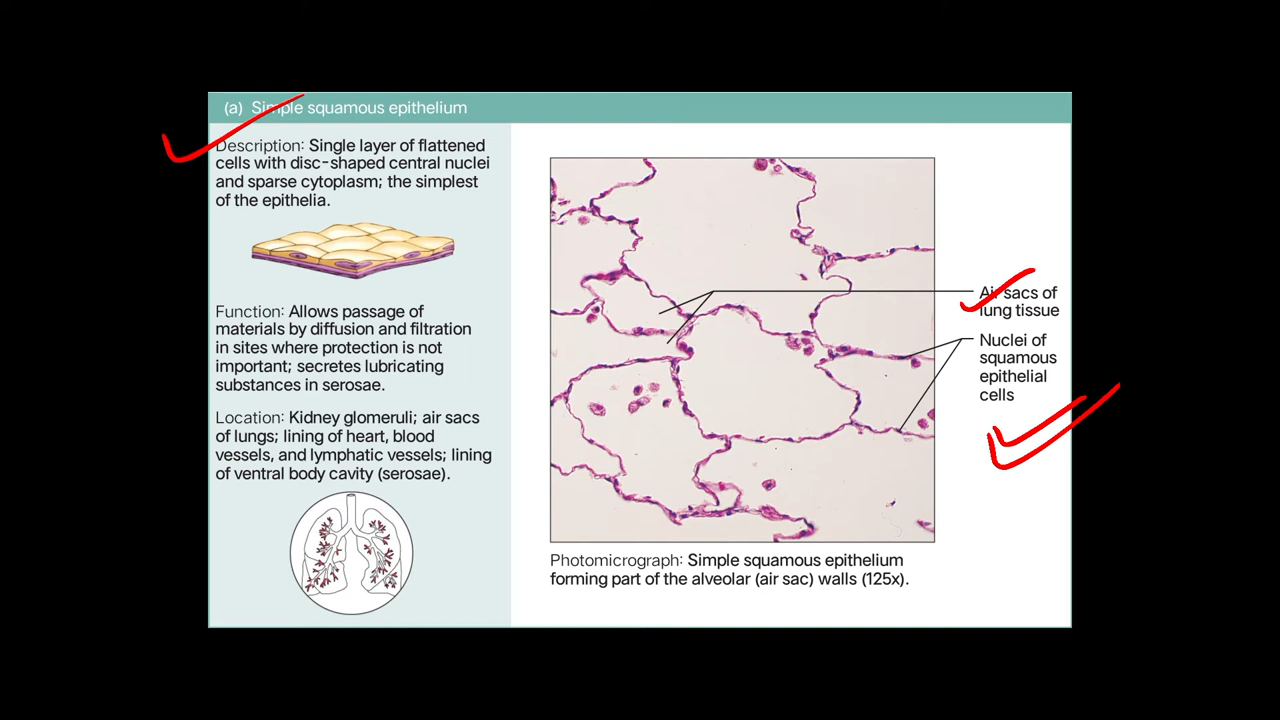 (a) Simple squamous epithelium
Description: Single layer of flattened
cells with disc-shaped central nuclei
and sparse cytoplasm; the simplest
of the epithelia.
Function: Allows passage of
materials by diffusion and filtration
in sites where protection is not
important; secretes lubricating
substances in serosae.
Location: Kidney glomeruli; air sacs
of lungs; lining of heart, blood
vessels, and lymphatic vessels; lining
of ventral body cavity (serosae).
Air sacs of
lung tissue
Nuclei of
squamous
epithelial
cells
Photomicrograph: Simple squamous epithelium
forming part of the alveolar (air sac) walls (125x).